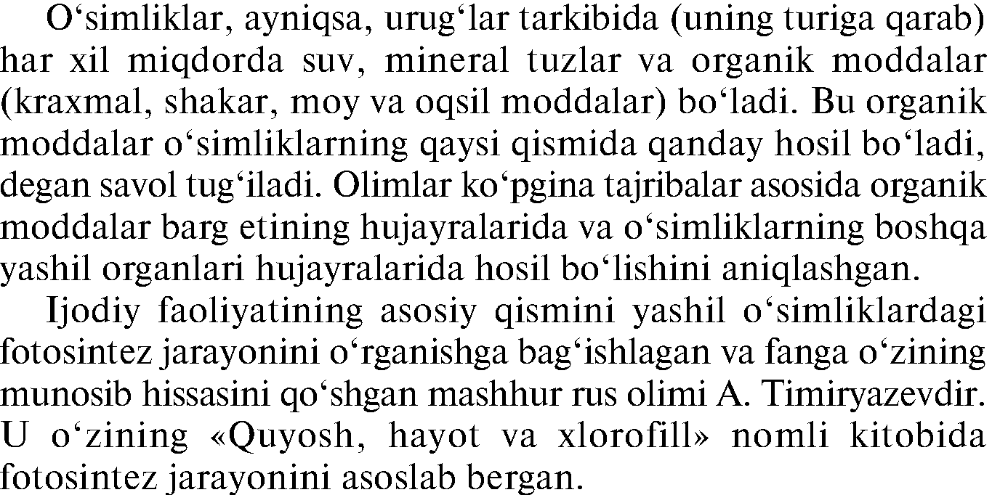 O‘simliklar, ayniqsa, urug‘lar tarkibida (uning turiga qarab)
har xil miqdorda suv, mineral tuzlar va organik moddalar
(kraxmal, shakar, moy va oqsil moddalar) bo‘ladi. Bu organik
moddalar o‘simliklarning qaysi qismida qanday hosil bo‘ladi,
degan savol tug‘iladi. Olimlar ko‘pgina tajribalar asosida organik
moddalar barg etining hujayralarida va o‘simliklarning boshqa
yashil organlari hujayralarida hosil bo‘lishini aniqlashgan.
Ijodiy faoliyatining asosiy qismini yashil o‘simliklardagi
fotosintez jarayonini o‘rganishga bag‘ishlagan va fanga o‘zining
munosib hissasini qo‘shgan mashhur rus olimi A. Timiryazevdir.
U o‘zining «Quyosh, hayot va xlorofill» nomli kitobida
fotosintez jarayonini asoslab bergan.